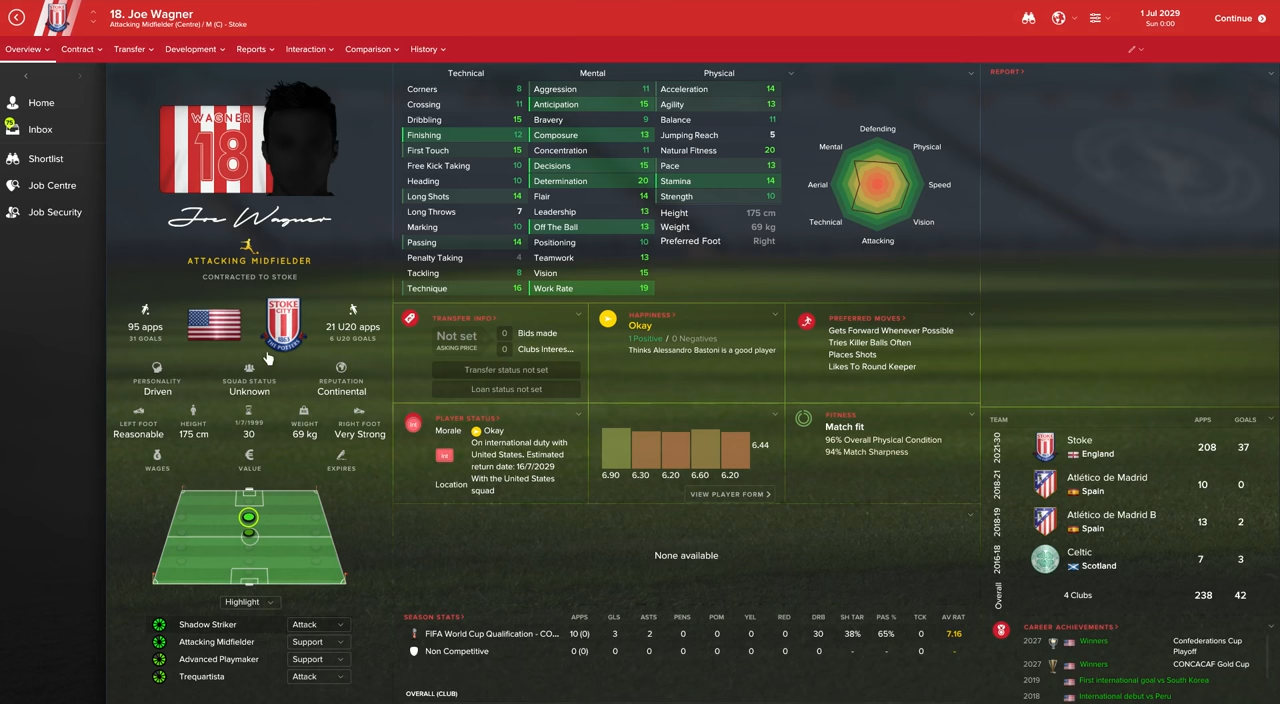 18. Joe Wagner
Attacking Midfielder (Centre) / M (C) - Stoke
1 Jul 2029
Sun 0:00
Continue
Overview Contract Transfer Development Reports Interaction Comparison History
Home
75
Inbox
Shortlist
Job Centre
Job Security
WAGNER
18
Joe Wagner
ATTACKING MIDFIELDER
CONTRACTED TO STOKE
95 apps
31 GOALS
STOKE
CITY
1863
THE POTTERS
21 U20 apps
6 U20 GOALS
PERSONALITY
Driven
SQUAD STATUS
Unknown
REPUTATION
Continental
LEFT FOOT
Reasonable
HEIGHT
175 cm
1/7/1999
30
WEIGHT
69 kg
RIGHT FOOT
Very Strong
WAGES
VALUE
EXPIRES
Highlight
Shadow Striker Attack
Attacking Midfielder Support
Advanced Playmaker Support
Trequartista Attack
Technical
Corners 8
Crossing 11
Dribbling 15
Finishing 12
First Touch 15
Free Kick Taking 10
Heading 10
Long Shots 14
Long Throws 7
Marking 10
Passing 14
Penalty Taking 4
Tackling 8
Technique 16
Mental
Aggression 11
Anticipation 15
Bravery 9
Composure 13
Concentration 11
Decisions 15
Determination 20
Flair 14
Leadership 13
Off The Ball 13
Positioning 10
Teamwork 13
Vision 15
Work Rate 19
Physical
Acceleration 14
Agility 13
Balance 11
Jumping Reach 5
Natural Fitness 20
Pace 13
Stamina 14
Strength 10
Height 175 cm
Weight 69 kg
Preferred Foot Right
Defending
Mental
Physical
Aerial
Speed
Technical
Vision
Attacking
REPORT >
TRANSFER INFO >
Not set
ASKING PRICE
0 Bids made
0 Clubs Interes...
Transfer status not set
Loan status not set
HAPPINESS >
Okay
1 Positive / 0 Negatives
Thinks Alessandro Bastoni is a good player
PREFERRED MOVES >
Gets Forward Whenever Possible
Tries Killer Balls Often
Places Shots
Likes To Round Keeper
PLAYER STATUS >
Int
Morale Okay
Int
On international duty with
United States. Estimated
return date: 16/7/2029
Location
With the United States
squad
6.44
6.90 6.30 6.20 6.60 6.20
VIEW PLAYER FORM >
FITNESS >
Match fit
96% Overall Physical Condition
94% Match Sharpness
None available
SEASON STATS > APPS GLS ASTS PENS POM YEL RED DRB SH TAR PAS % TCK AV RAT
FIFA World Cup Qualification - CO... 10 (0) 3 2 0 0 0 0 30 38% 65% 0 7.16
Non Competitive 0 (0) 0 0 0 0 0 0 0 - - 0 -
OVERALL (CLUB)
TEAM APPS GOALS
2021-30 Stoke England 208 37
2018-21 Atlético de Madrid Spain 10 0
2018-19 Atlético de Madrid B Spain 13 2
2016-18 Celtic Scotland 7 3
Overall 4 Clubs 238 42
CAREER ACHIEVEMENTS >
2027 Winners Confederations Cup
Playoff
2027 Winners CONCACAF Gold Cup
2019 First international goal vs South Korea
2018 International debut vs Peru